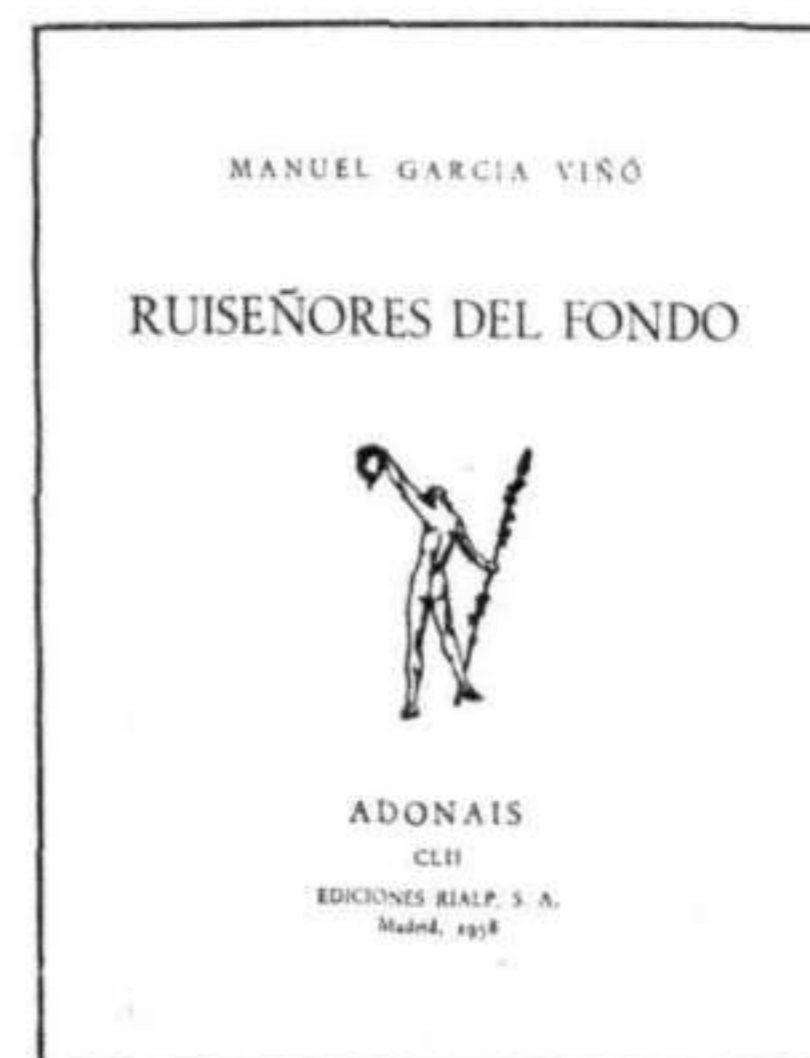 MANUEL GARCIA VIÑÓ
RUISEÑORES DEL FONDO
ADONAIS
CLII
EDICIONES RIALP, S. A.
Madrid, 1958